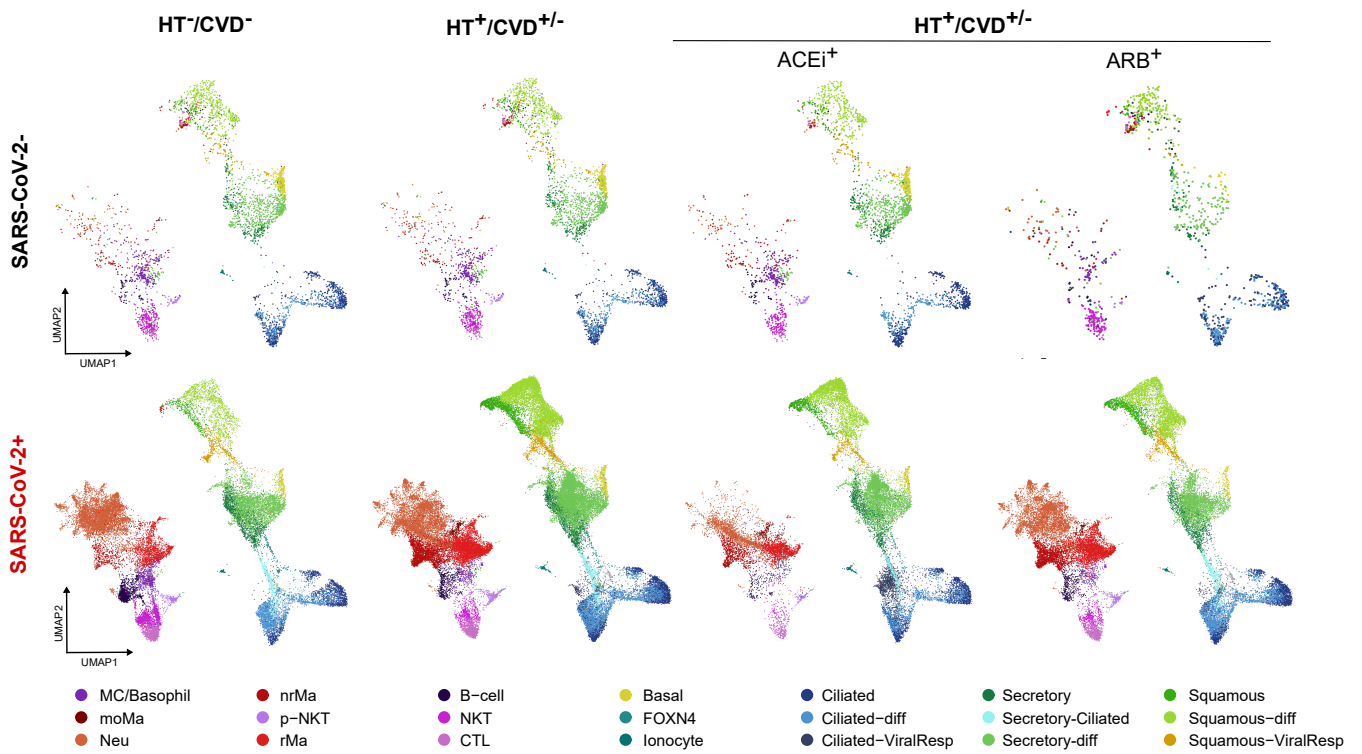 HT-/CVD-
HT+/CVD+/-
HT+/CVD+/-
ACEi+
ARB+
SARS-CoV-2-
UMAP2
UMAP1
SARS-CoV-2+
UMAP2
UMAP1
MC/Basophil
nrMa
B-cell
Basal
Ciliated
Secretory
Squamous
moMa
p-NKT
NKT
FOXN4
Ciliated-diff
Secretory-Ciliated
Squamous-diff
Neu
rMa
CTL
Ionocyte
Ciliated-ViralResp
Secretory-diff
Squamous-ViralResp